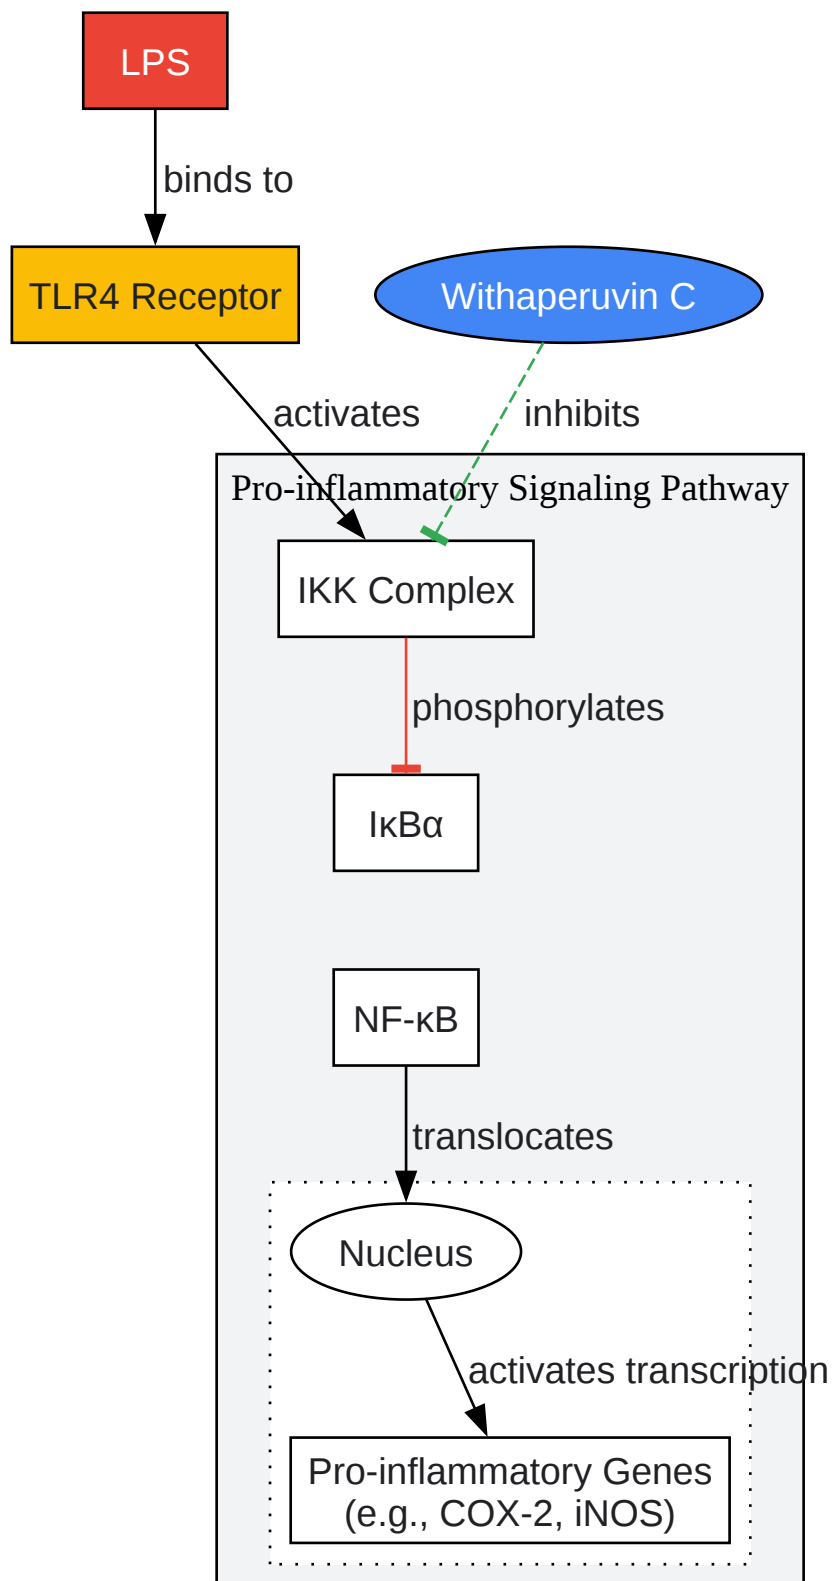 LPS
binds to
TLR4 Receptor
Withaperuvin C
activates
inhibits
Pro-inflammatory Signaling Pathway
IKK Complex
phosphorylates
IκBα
NF-κB
translocates
Nucleus
activates transcription
Pro-inflammatory Genes
(e.g., COX-2, iNOS)